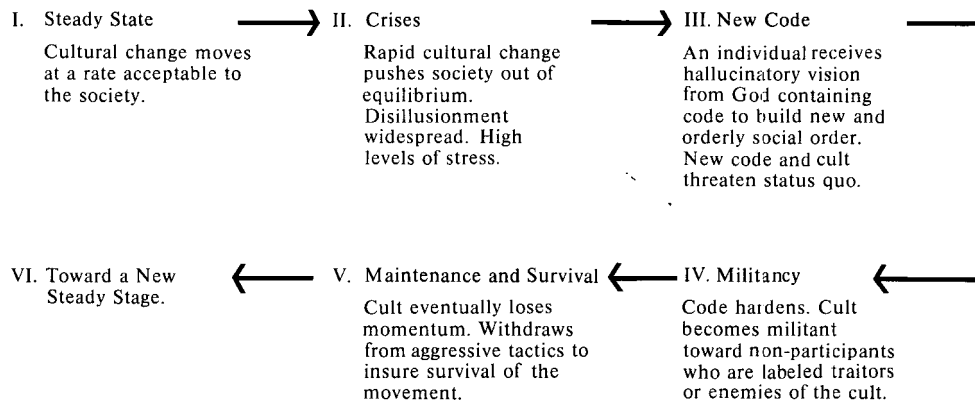 I. Steady State
Cultural change moves
at a rate acceptable to
the society.
II. Crises
Rapid cultural change
pushes society out of
equilibrium.
Disillusionment
widespread. High
levels of stress.
III. New Code
An individual receives
hallucinatory vision
from God containing
code to build new and
orderly social order.
New code and cult
threaten status quo.
IV. Militancy
Code hardens. Cult
becomes militant
toward non-participants
who are labeled traitors
or enemies of the cult.
V. Maintenance and Survival
Cult eventually loses
momentum. Withdraws
from aggressive tactics to
insure survival of the
movement.
VI. Toward a New
Steady Stage.